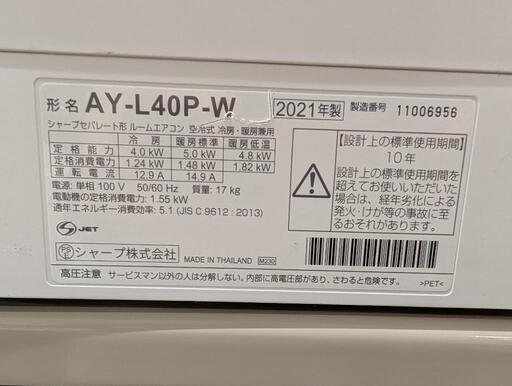 形名 AY-L40P-W 2021年製 製造番号 11006956
シャープセパレート形 ルームエアコン 空冷式 冷房・暖房兼用
定格能力 4.0 kW 暖房標準 5.0 kW 暖房低温 4.8 kW
定格消費電力 1.24 kW 1.48 kW 1.82 kW
運転電流 12.9 A 14.9 A
電源: 単相 100 V 50/60 Hz 質量: 17 kg
電動機の定格消費電力: 1.55 kW
通年エネルギー消費効率: 5.1 (JIS C 9612 : 2013)
JET
【設計上の標準使用期間】
10年
設計上の標準使用期間を
超えてお使いいただいた
場合は、経年劣化による
発火・けが等の事故に至
るおそれがあります。
PSE シャープ株式会社 MADE IN THAILAND M230
高圧注意 サービスマン以外の人は分解しない。内部に高電圧部があり、さわると危険です。 >PET<